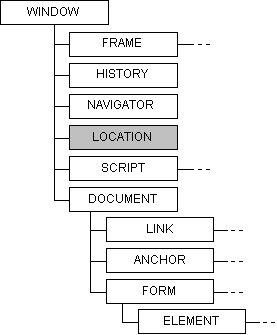 WINDOW
FRAME
HISTORY
NAVIGATOR
LOCATION
SCRIPT
DOCUMENT
LINK
ANCHOR
FORM
ELEMENT